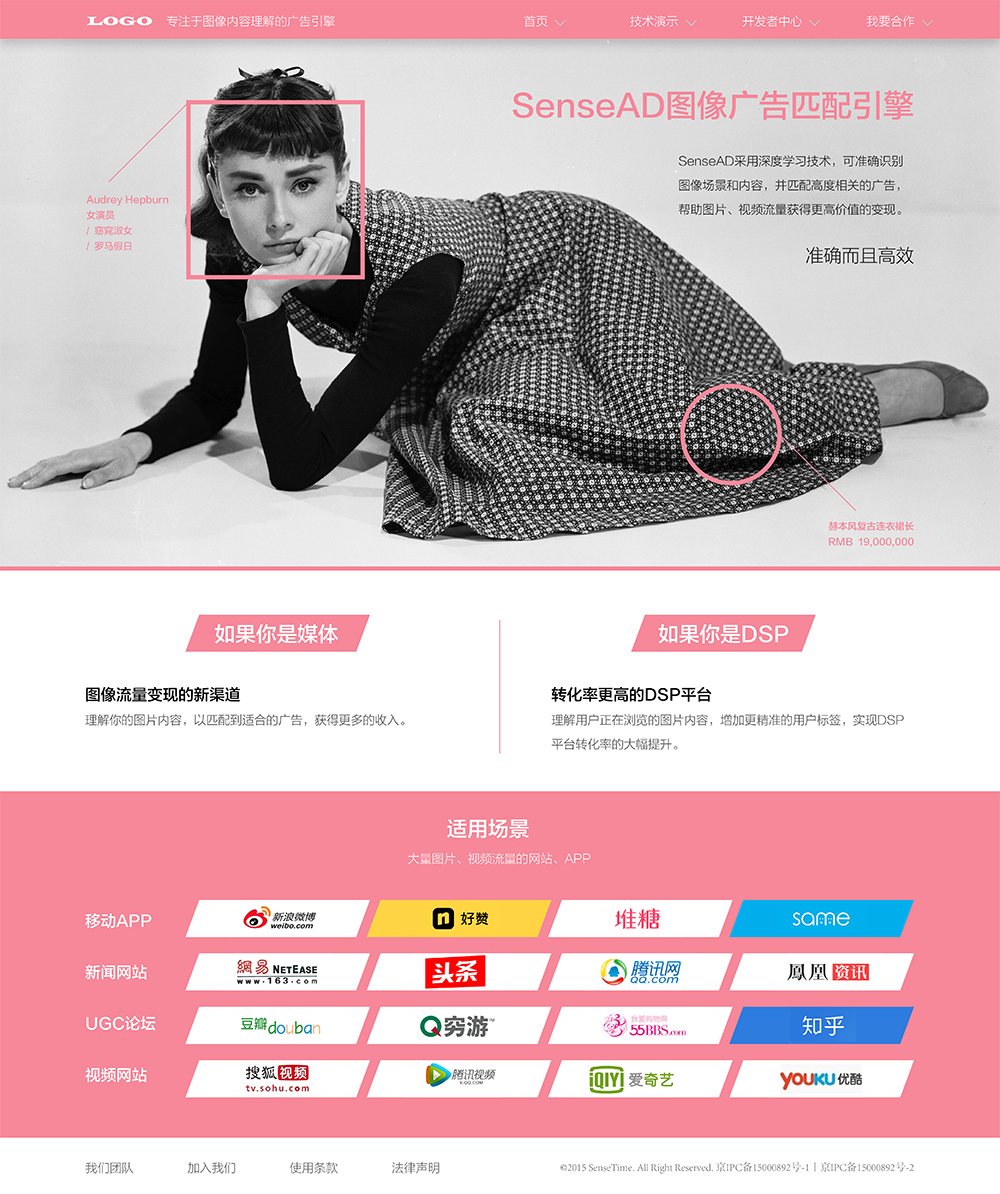 LOGO 专注于图像内容理解的广告引擎 首页 技术演示 开发者中心 我要合作
SenseAD图像广告匹配引擎
SenseAD采用深度学习技术，可准确识别
图像场景和内容，并匹配高度相关的广告，
帮助图片、视频流量获得更高价值的变现。
准确而且高效
Audrey Hepburn
女演员
/ 窈窕淑女
/ 罗马假日
赫本风复古连衣裙长
RMB 19,000,000
如果你是媒体
图像流量变现的新渠道
理解你的图片内容，以匹配到适合的广告，获得更多的收入。
如果你是DSP
转化率更高的DSP平台
理解用户正在浏览的图片内容，增加更精准的用户标签，实现DSP
平台转化率的大幅提升。
适用场景
大量图片、视频流量的网站、APP
移动APP
新浪微博
weibo.com
n 好赞
堆糖
same
新闻网站
網易 NETEASE
www.163.com
头条
腾讯网
QQ.com
鳳凰 资讯
UGC论坛
豆瓣douban
Q穷游™
我爱购物网
55BBS.com
知乎
视频网站
搜狐视频
tv.sohu.com
腾讯视频
V.QQ.COM
iQIYI 爱奇艺
YOUKU 优酷
我们团队 加入我们 使用条款 法律声明 ©2015 SenseTime. All Right Reserved. 京IPC备15000892号-1丨京IPC备15000892号-2